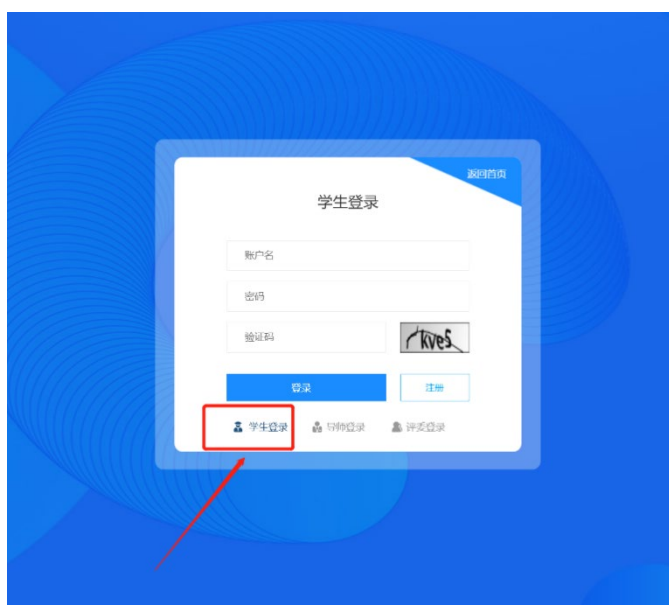 返回首页
学生登录
账户名
密码
验证码 kves
登录 注册
学生登录 导师登录 评委登录